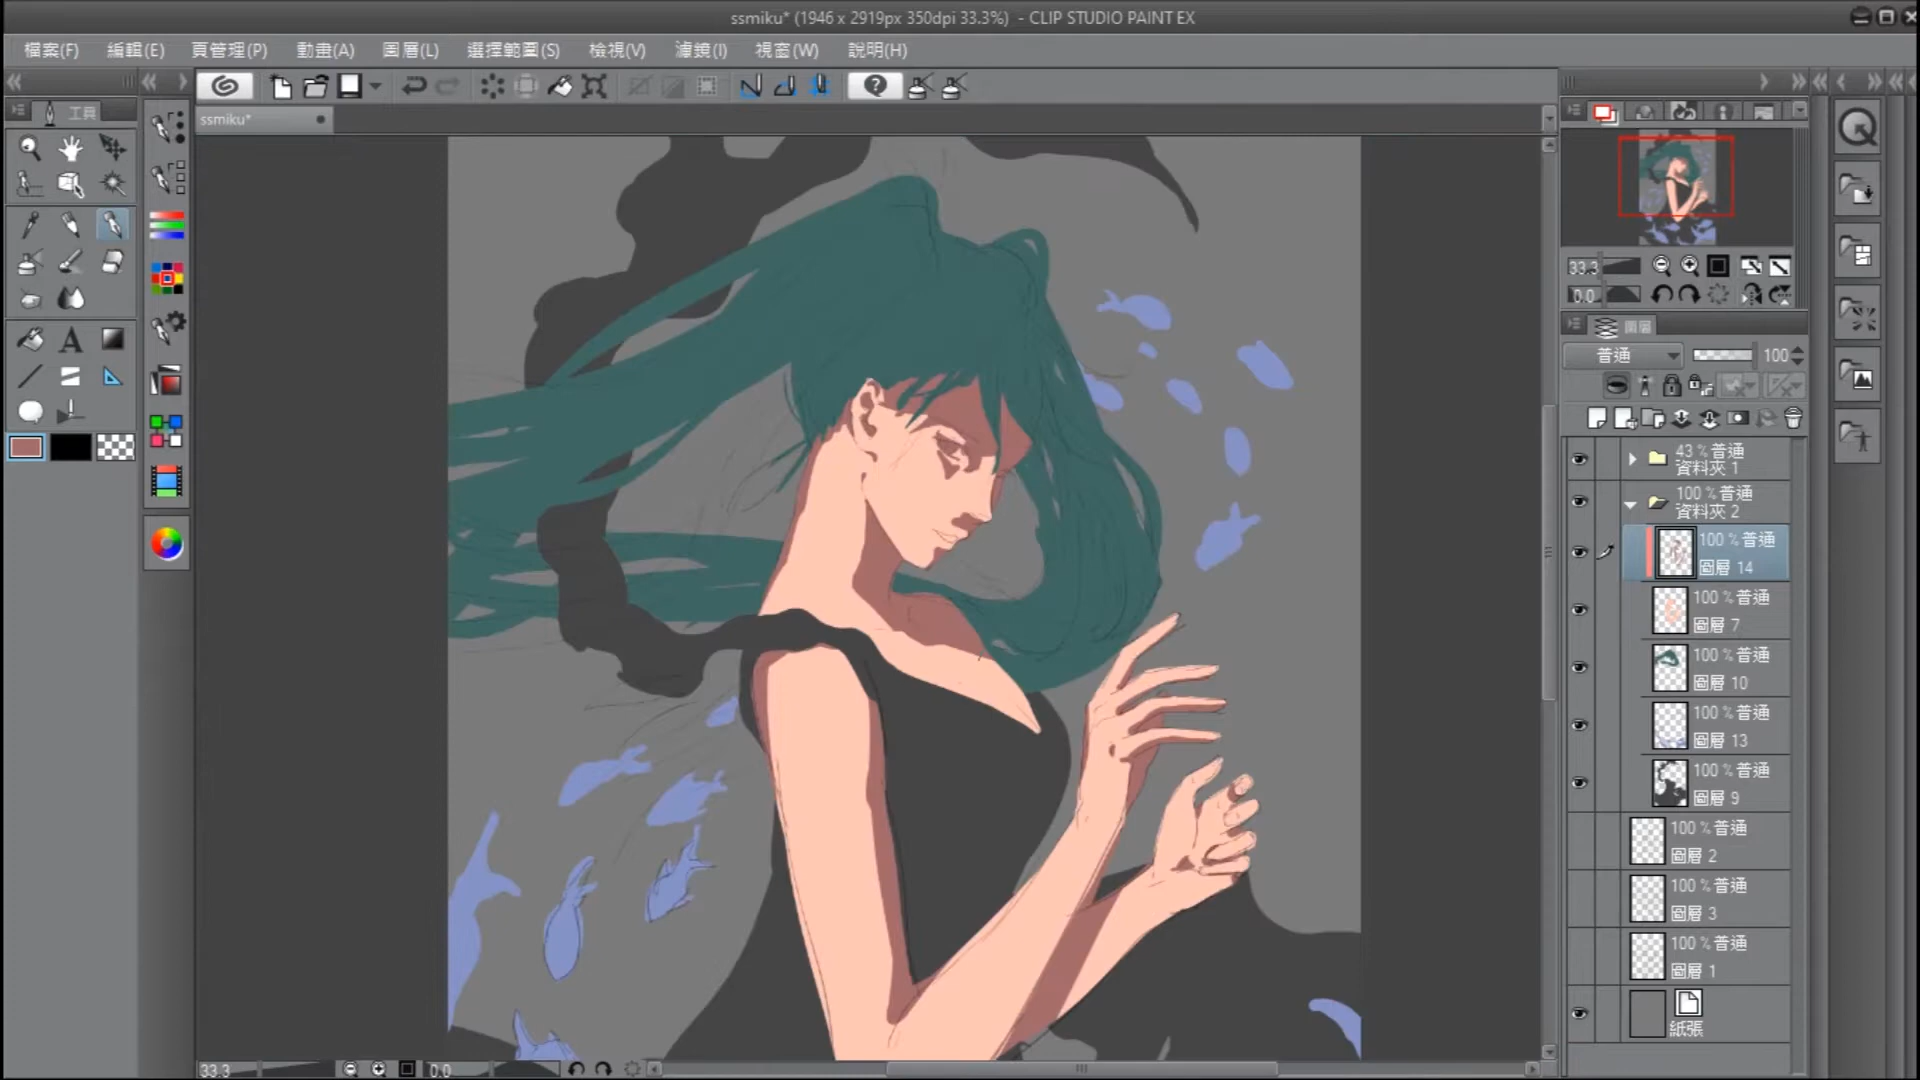 ssmiku* (1946 x 2919px 350dpi 33.3%) - CLIP STUDIO PAINT EX
檔案(F) 編輯(E) 頁管理(P) 動畫(A) 圖層(L) 選擇範圍(S) 檢視(V) 濾鏡(I) 視窗(W) 說明(H)
工具
ssmiku*
A
33.3
0.0
圖層
普通 100
43 %普通
資料夾 1
100 %普通
資料夾 2
100 %普通
圖層 14
100 %普通
圖層 7
100 %普通
圖層 10
100 %普通
圖層 13
100 %普通
圖層 9
100 %普通
圖層 2
100 %普通
圖層 3
100 %普通
圖層 1
紙張
33.3 0.0